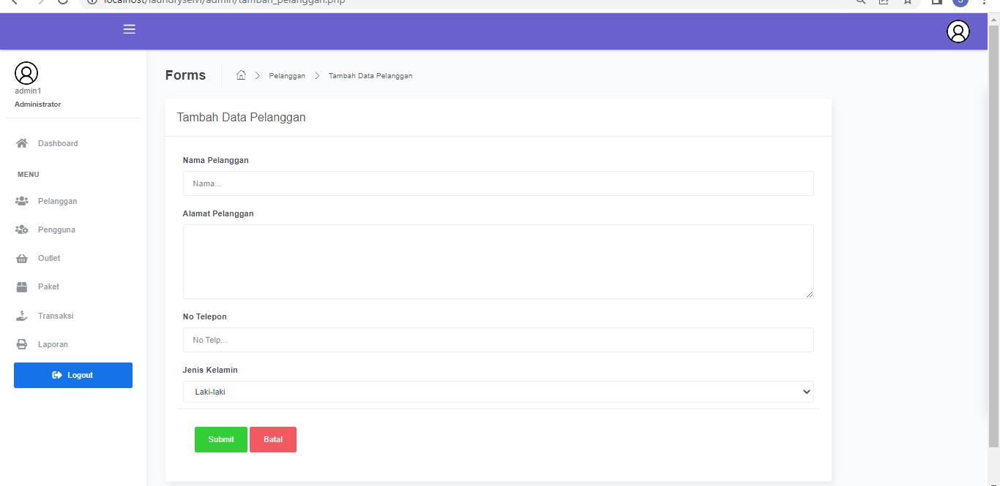 localhost/laundryselvi/admin/tambah_pelanggan.php
S
admin1
Administrator
Dashboard
MENU
Pelanggan
Pengguna
Outlet
Paket
Transaksi
Laporan
Logout
Forms
Pelanggan
Tambah Data Pelanggan
Tambah Data Pelanggan
Nama Pelanggan
Nama...
Alamat Pelanggan
No Telepon
No Telp...
Jenis Kelamin
Laki-laki
Submit Batal